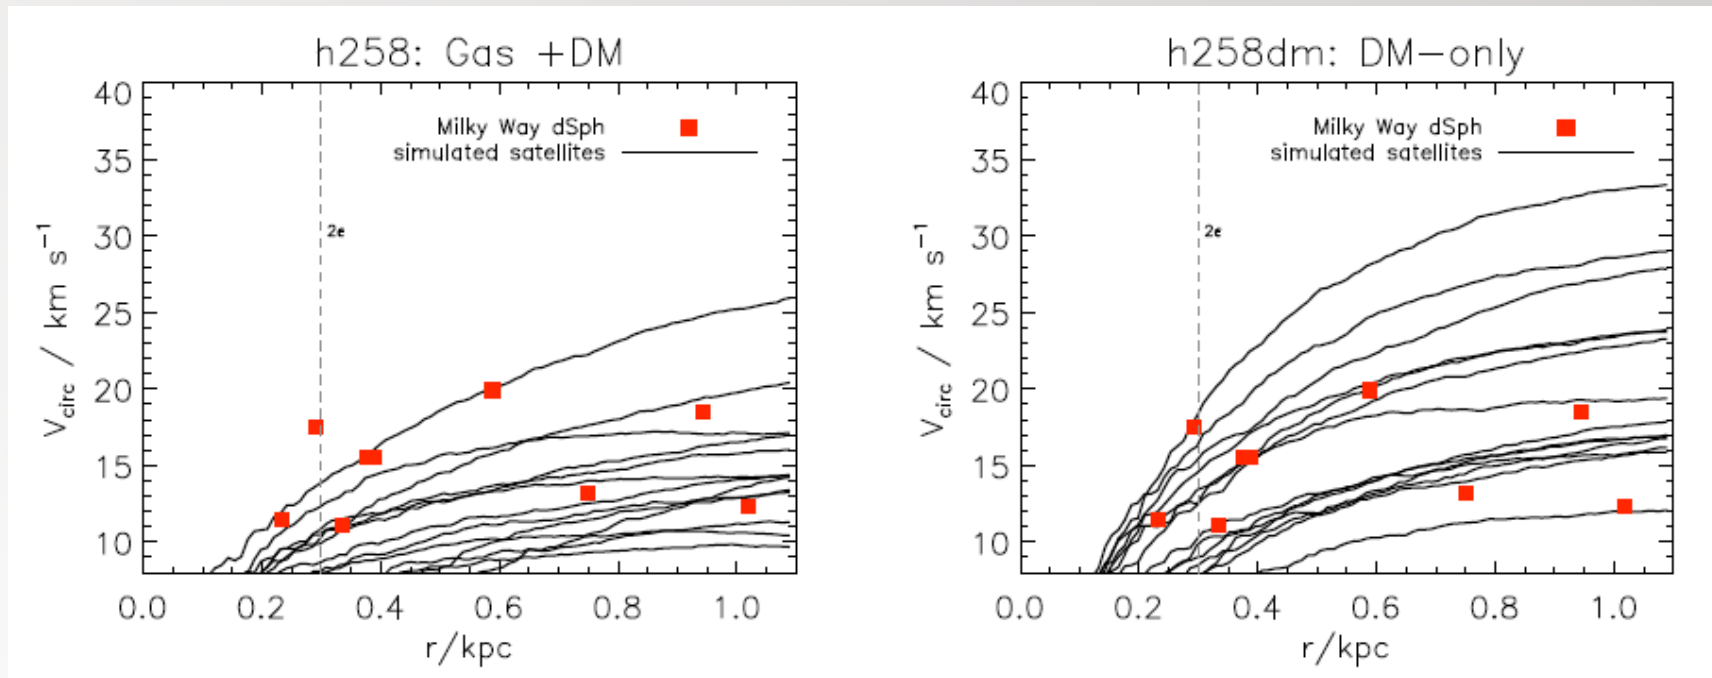 h258: Gas +DM
40
35
30
25
20
15
10
Milky Way dSph
simulated satellites
2e
V_circ / km s^-1
0.0 0.2 0.4 0.6 0.8 1.0
r/kpc
h258dm: DM-only
40
35
30
25
20
15
10
Milky Way dSph
simulated satellites
2e
V_circ / km s^-1
0.0 0.2 0.4 0.6 0.8 1.0
r/kpc